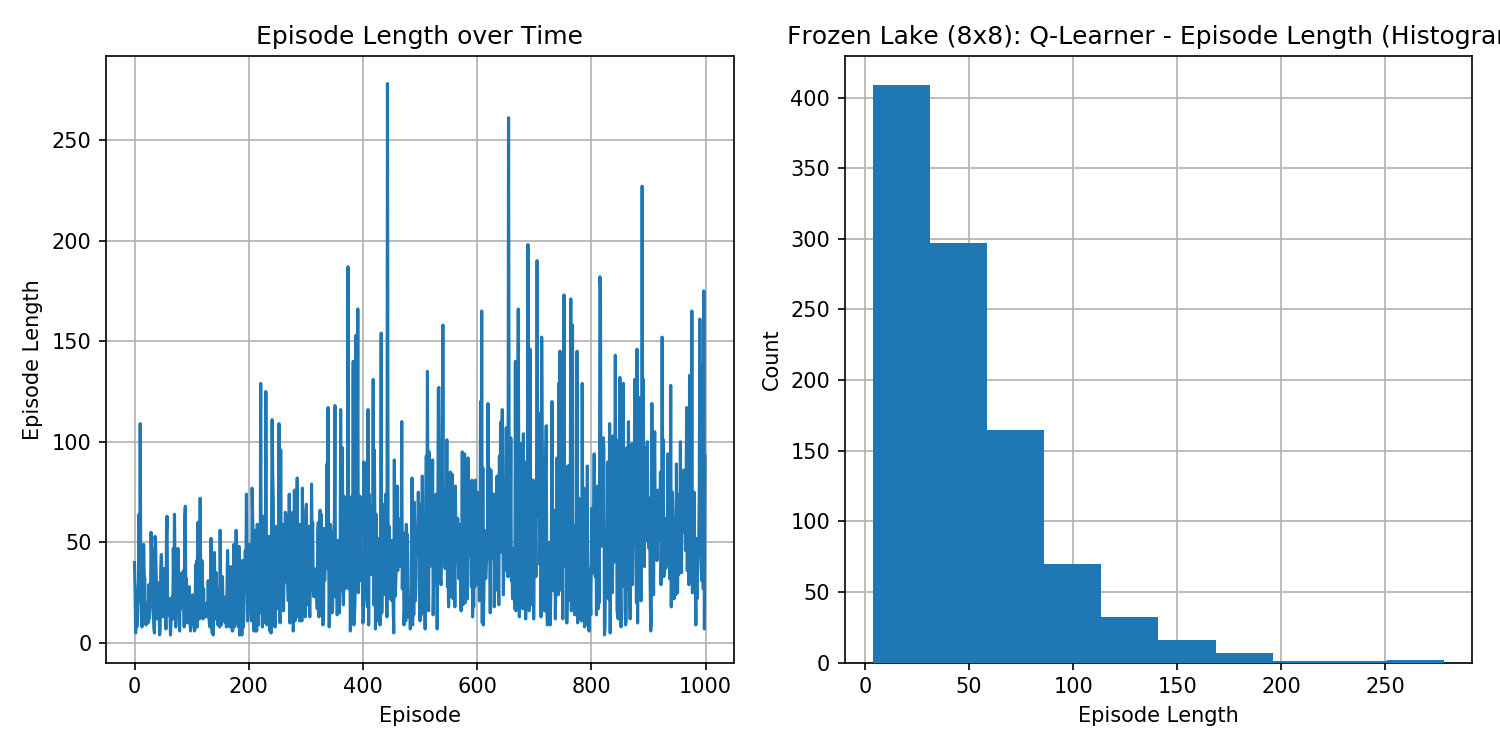 Episode Length over Time
250
200
150
100
50
0
Episode Length
0 200 400 600 800 1000
Episode
Frozen Lake (8x8): Q-Learner - Episode Length (Histogra
400
350
300
250
200
150
100
50
0
Count
0 50 100 150 200 250
Episode Length